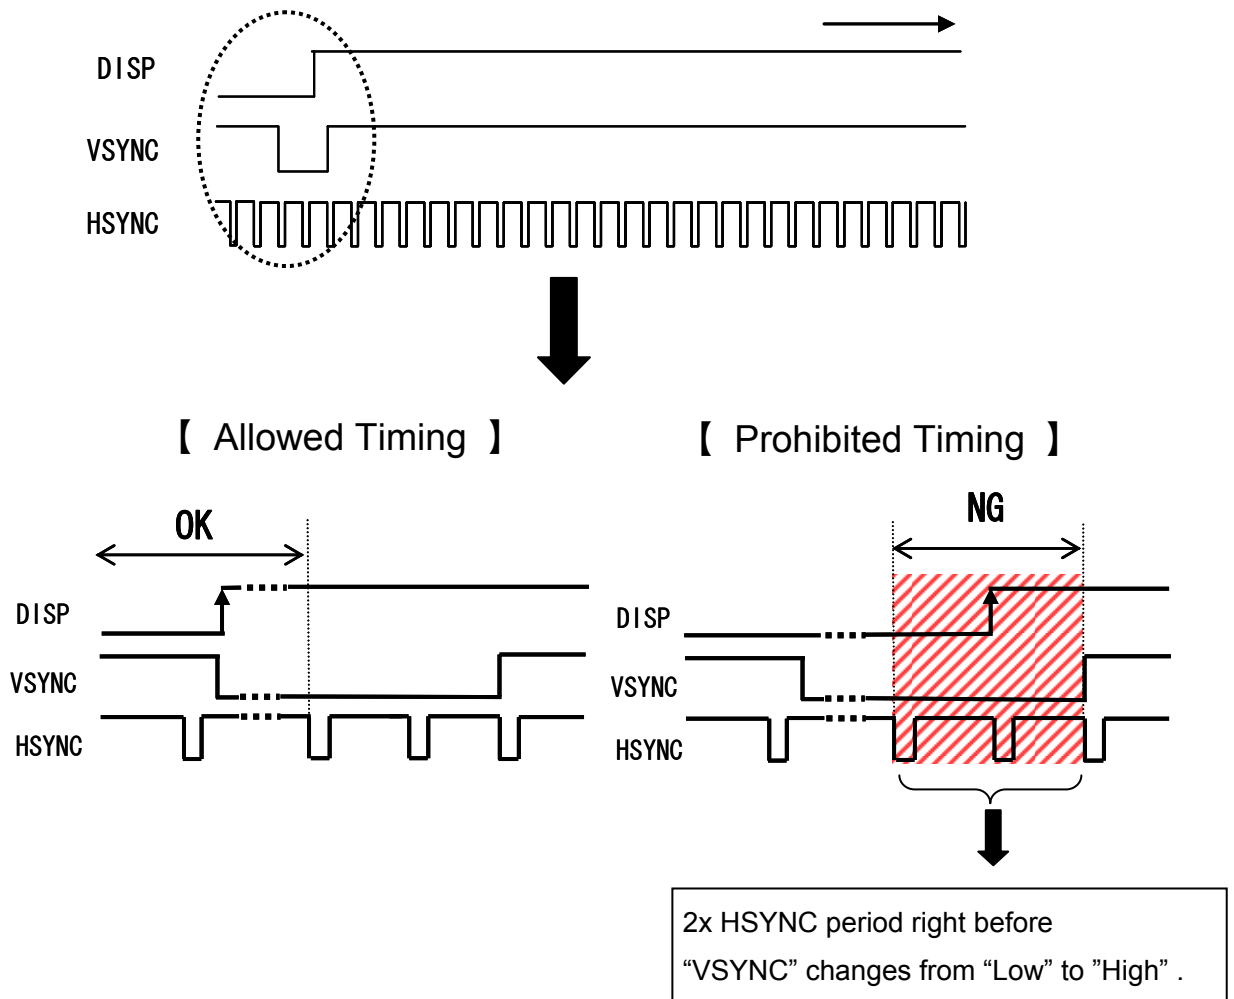 DISP
VSYNC
HSYNC
【 Allowed Timing 】
【 Prohibited Timing 】
OK
DISP
VSYNC
HSYNC
NG
DISP
VSYNC
HSYNC
2x HSYNC period right before
“VSYNC” changes from “Low” to ”High” .